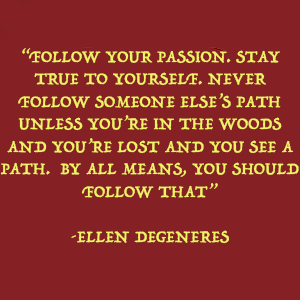 “Follow your passion. Stay
true to yourself. Never
follow someone else’s path
unless you’re in the woods
and you’re lost and you see a
path.  By all means, you should
follow that”
-Ellen DeGeneres